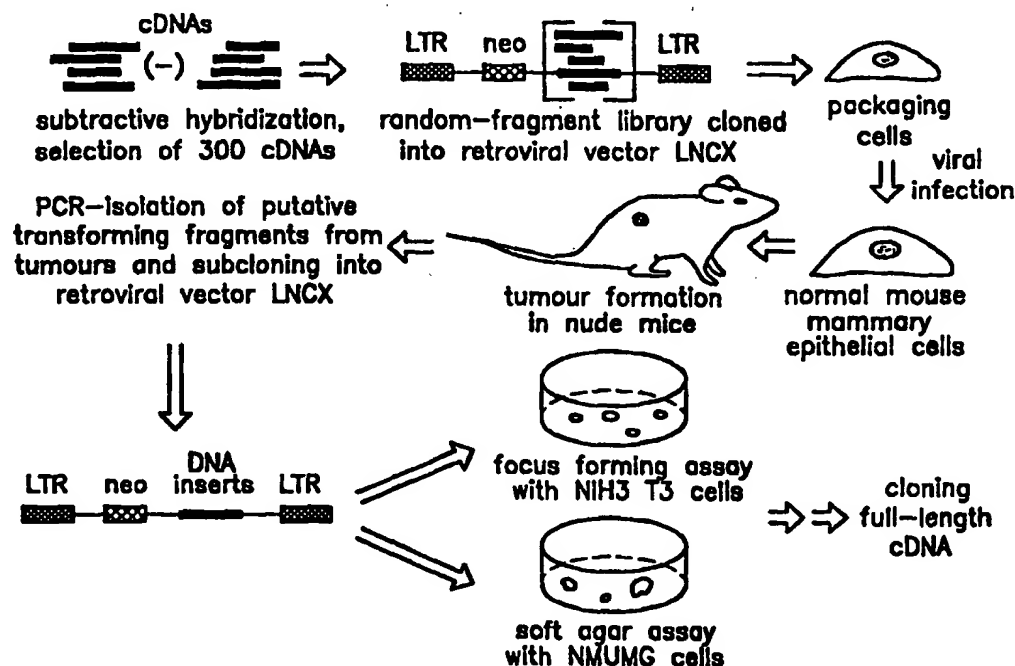 cDNAs
(-)
subtractive hybridization,
selection of 300 cDNAs
LTR neo LTR
random-fragment library cloned
into retroviral vector LNCX
packaging
cells
viral
infection
normal mouse
mammary
epithelial cells
tumour formation
in nude mice
PCR-isolation of putative
transforming fragments from
tumours and subcloning into
retroviral vector LNCX
LTR neo DNA inserts LTR
focus forming assay
with NiH3 T3 cells
soft agar assay
with NMUMG cells
cloning
full-length
cDNA